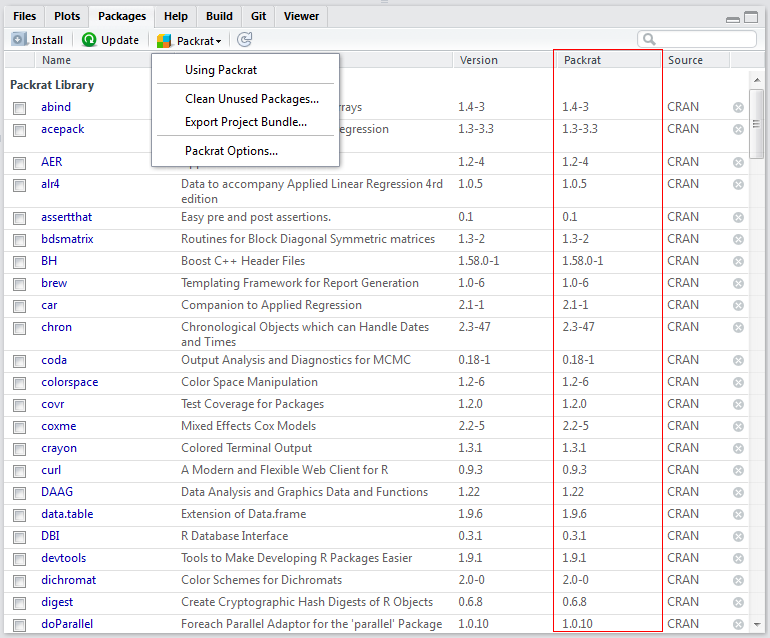 Files Plots Packages Help Build Git Viewer
Install Update Packrat
Name Version Packrat Source
Using Packrat
Clean Unused Packages...
Export Project Bundle...
Packrat Options...
Packrat Library
abind rrays 1.4-3 1.4-3 CRAN
acepack egression 1.3-3.3 1.3-3.3 CRAN
AER 1.2-4 1.2-4 CRAN
alr4 Data to accompany Applied Linear Regression 4rd 1.0.5 1.0.5 CRAN
edition
assertthat Easy pre and post assertions. 0.1 0.1 CRAN
bdsmatrix Routines for Block Diagonal Symmetric matrices 1.3-2 1.3-2 CRAN
BH Boost C++ Header Files 1.58.0-1 1.58.0-1 CRAN
brew Templating Framework for Report Generation 1.0-6 1.0-6 CRAN
car Companion to Applied Regression 2.1-1 2.1-1 CRAN
chron Chronological Objects which can Handle Dates 2.3-47 2.3-47 CRAN
and Times
coda Output Analysis and Diagnostics for MCMC 0.18-1 0.18-1 CRAN
colorspace Color Space Manipulation 1.2-6 1.2-6 CRAN
covr Test Coverage for Packages 1.2.0 1.2.0 CRAN
coxme Mixed Effects Cox Models 2.2-5 2.2-5 CRAN
crayon Colored Terminal Output 1.3.1 1.3.1 CRAN
curl A Modern and Flexible Web Client for R 0.9.3 0.9.3 CRAN
DAAG Data Analysis and Graphics Data and Functions 1.22 1.22 CRAN
data.table Extension of Data.frame 1.9.6 1.9.6 CRAN
DBI R Database Interface 0.3.1 0.3.1 CRAN
devtools Tools to Make Developing R Packages Easier 1.9.1 1.9.1 CRAN
dichromat Color Schemes for Dichromats 2.0-0 2.0-0 CRAN
digest Create Cryptographic Hash Digests of R Objects 0.6.8 0.6.8 CRAN
doParallel Foreach Parallel Adaptor for the 'parallel' Package 1.0.10 1.0.10 CRAN